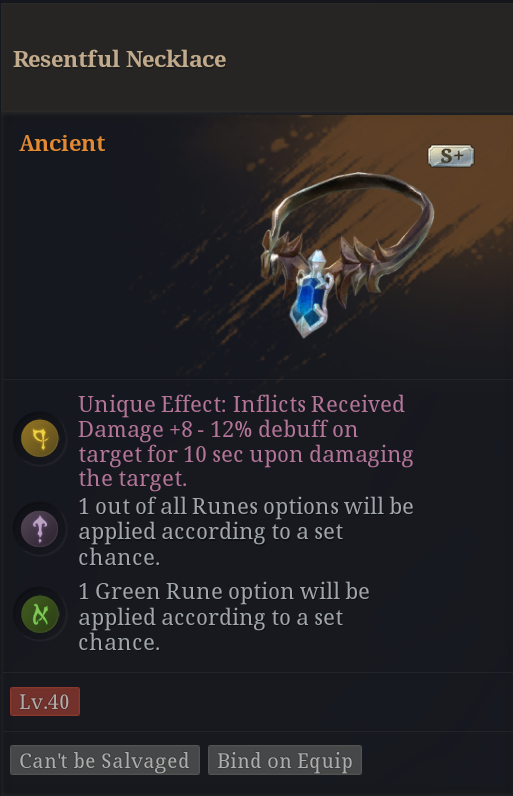 Resentful Necklace
Ancient
S+
Unique Effect: Inflicts Received
Damage +8 - 12% debuff on
target for 10 sec upon damaging
the target.
1 out of all Runes options will be
applied according to a set
chance.
1 Green Rune option will be
applied according to a set
chance.
Lv.40
Can't be Salvaged
Bind on Equip